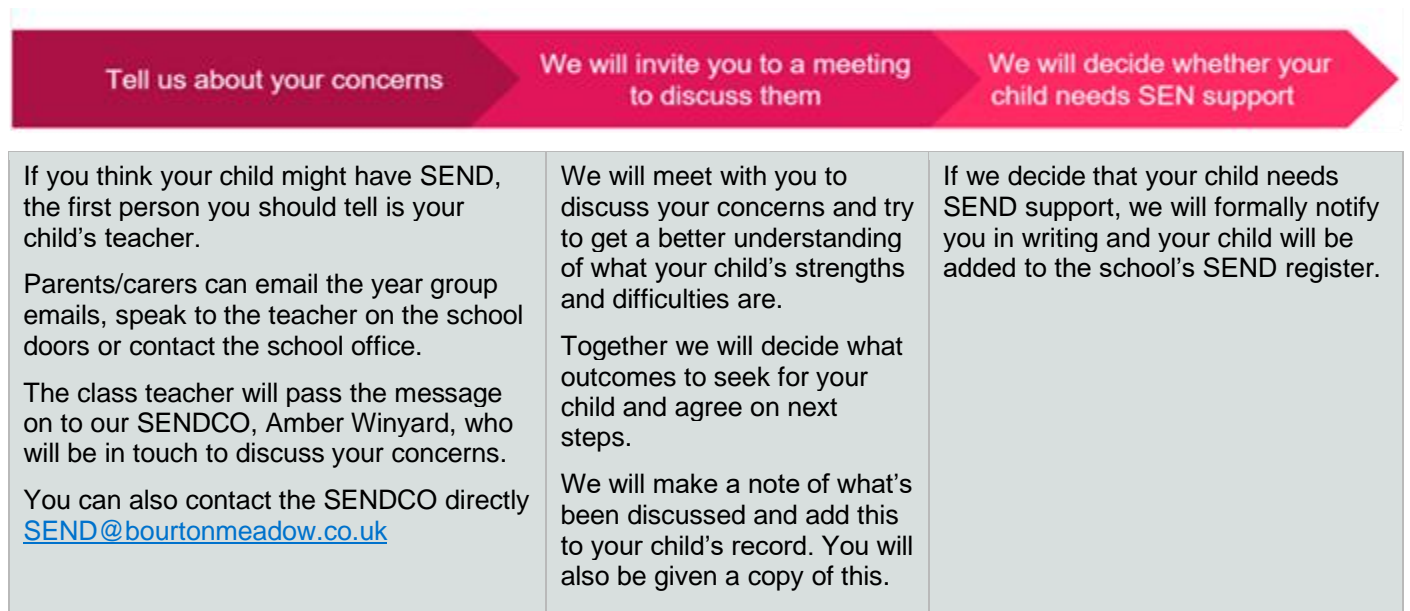 Tell us about your concerns
We will invite you to a meeting
to discuss them
We will decide whether your
child needs SEN support
If you think your child might have SEND,
the first person you should tell is your
child's teacher.
Parents/carers can email the year group
emails, speak to the teacher on the school
doors or contact the school office.
The class teacher will pass the message
on to our SENDCO, Amber Winyard, who
will be in touch to discuss your concerns.
You can also contact the SENDCO directly
SEND@bourtonmeadow.co.uk
We will meet with you to
discuss your concerns and try
to get a better understanding
of what your child's strengths
and difficulties are.
Together we will decide what
outcomes to seek for your
child and agree on next
steps.
We will make a note of what's
been discussed and add this
to your child's record. You will
also be given a copy of this.
If we decide that your child needs
SEND support, we will formally notify
you in writing and your child will be
added to the school's SEND register.